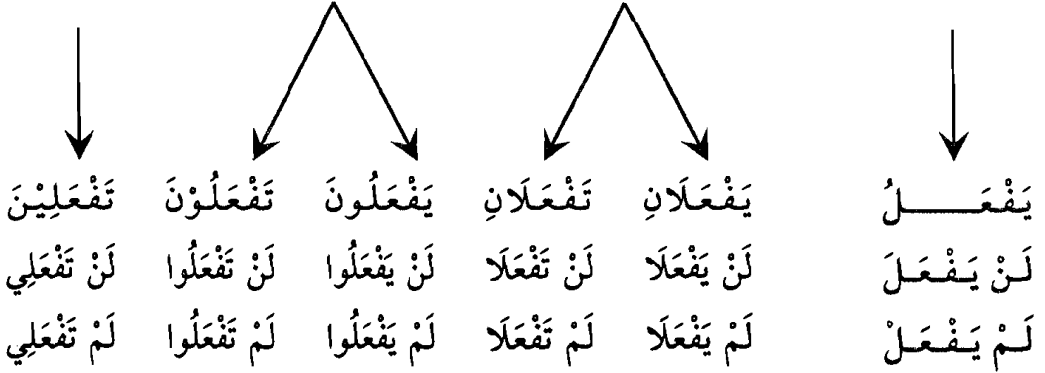 يَفْعَـــــلُ يَفْعَلَانِ تَفْعَلَانِ يَفْعَلُونَ تَفْعَلُوْنَ تَفْعَلِيْنَ
لَـنْ يَـفْـعَـلَ لَنْ يَفْعَلَا لَنْ تَفْعَلَا لَنْ يَفْعَلُوا لَنْ تَفْعَلُوا لَنْ تَفْعَلِي
لَـمْ يَـفْـعَـلْ لَمْ يَفْعَلَا لَمْ تَفْعَلَا لَمْ يَفْعَلُوا لَمْ تَفْعَلُوا لَمْ تَفْعَلِي